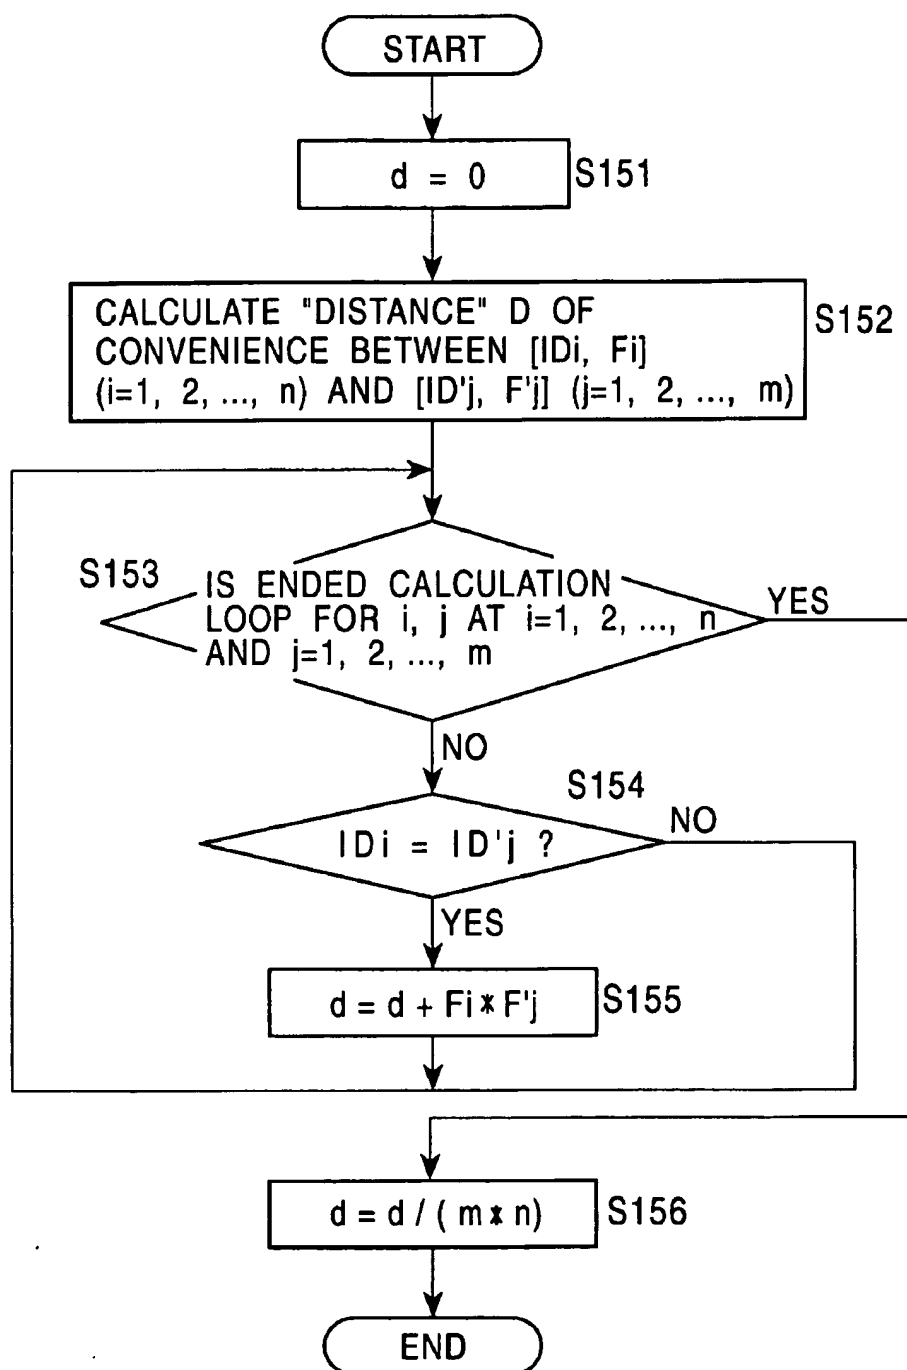 START
d = 0
S151
CALCULATE "DISTANCE" D OF
CONVENIENCE BETWEEN [IDi, Fi]
(i=1, 2, ..., n) AND [ID'j, F'j] (j=1, 2, ..., m)
S152
S153
IS ENDED CALCULATION
LOOP FOR i, j AT i=1, 2, ..., n
AND j=1, 2, ..., m
YES
NO
S154
IDi = ID'j ?
NO
YES
d = d + Fi * F'j
S155
d = d / ( m * n)
S156
END